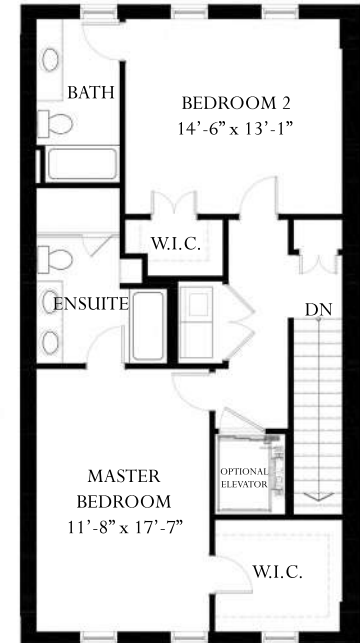 BATH
BEDROOM 2
14'-6" x 13'-1"
W.I.C.
ENSUITE
DN
MASTER
BEDROOM
11'-8" x 17'-7"
OPTIONAL
ELEVATOR
W.I.C.